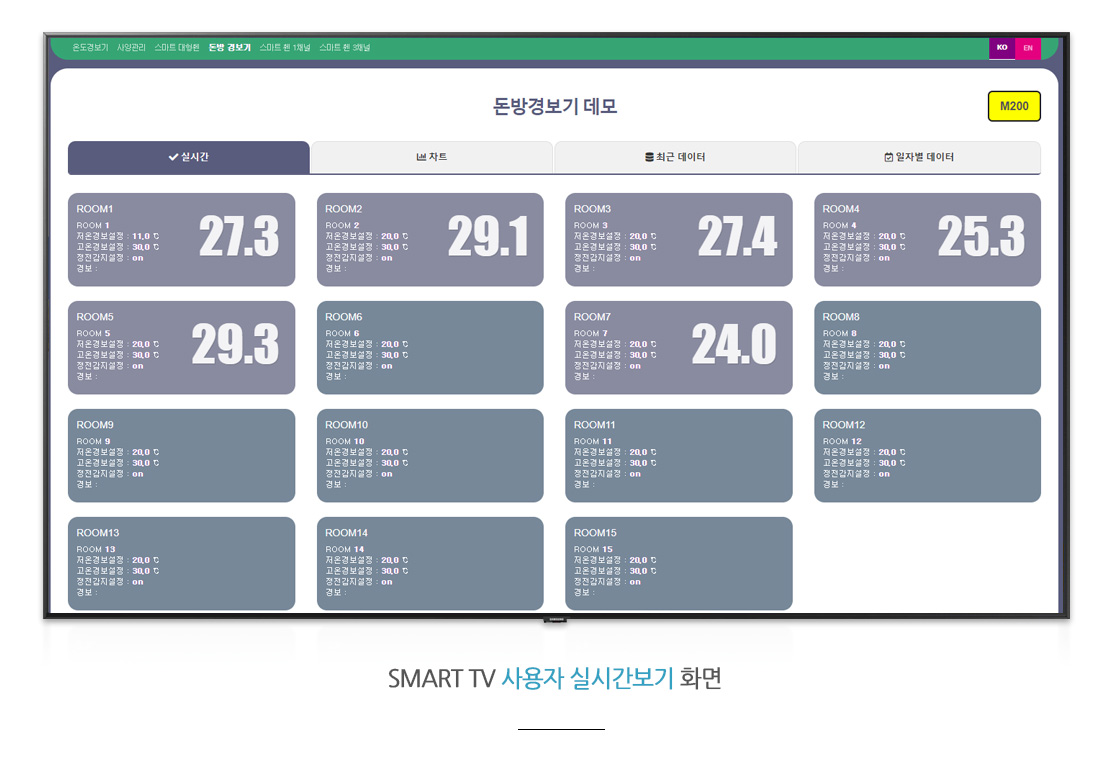 온도경보기 사양관리 스마트 대형팬 돈방 경보기 스마트 팬 1채널 스마트 팬 3채널 KO EN
돈방경보기 데모 M200
실시간 차트 최근 데이터 일자별 데이터
ROOM1
ROOM 1
저온경보설정 : 11.0 ℃
고온경보설정 : 30.0 ℃
정전감지설정 : on
경보 :
27.3
ROOM2
ROOM 2
저온경보설정 : 20.0 ℃
고온경보설정 : 30.0 ℃
정전감지설정 : on
경보 :
29.1
ROOM3
ROOM 3
저온경보설정 : 20.0 ℃
고온경보설정 : 30.0 ℃
정전감지설정 : on
경보 :
27.4
ROOM4
ROOM 4
저온경보설정 : 20.0 ℃
고온경보설정 : 30.0 ℃
정전감지설정 : on
경보 :
25.3
ROOM5
ROOM 5
저온경보설정 : 20.0 ℃
고온경보설정 : 30.0 ℃
정전감지설정 : on
경보 :
29.3
ROOM6
ROOM 6
저온경보설정 : 20.0 ℃
고온경보설정 : 30.0 ℃
정전감지설정 : on
경보 :
ROOM7
ROOM 7
저온경보설정 : 20.0 ℃
고온경보설정 : 30.0 ℃
정전감지설정 : on
경보 :
24.0
ROOM8
ROOM 8
저온경보설정 : 20.0 ℃
고온경보설정 : 30.0 ℃
정전감지설정 : on
경보 :
ROOM9
ROOM 9
저온경보설정 : 20.0 ℃
고온경보설정 : 30.0 ℃
정전감지설정 : on
경보 :
ROOM10
ROOM 10
저온경보설정 : 20.0 ℃
고온경보설정 : 30.0 ℃
정전감지설정 : on
경보 :
ROOM11
ROOM 11
저온경보설정 : 20.0 ℃
고온경보설정 : 30.0 ℃
정전감지설정 : on
경보 :
ROOM12
ROOM 12
저온경보설정 : 20.0 ℃
고온경보설정 : 30.0 ℃
정전감지설정 : on
경보 :
ROOM13
ROOM 13
저온경보설정 : 20.0 ℃
고온경보설정 : 30.0 ℃
정전감지설정 : on
경보 :
ROOM14
ROOM 14
저온경보설정 : 20.0 ℃
고온경보설정 : 30.0 ℃
정전감지설정 : on
경보 :
ROOM15
ROOM 15
저온경보설정 : 20.0 ℃
고온경보설정 : 30.0 ℃
정전감지설정 : on
경보 :
SMART TV 사용자 실시간보기 화면